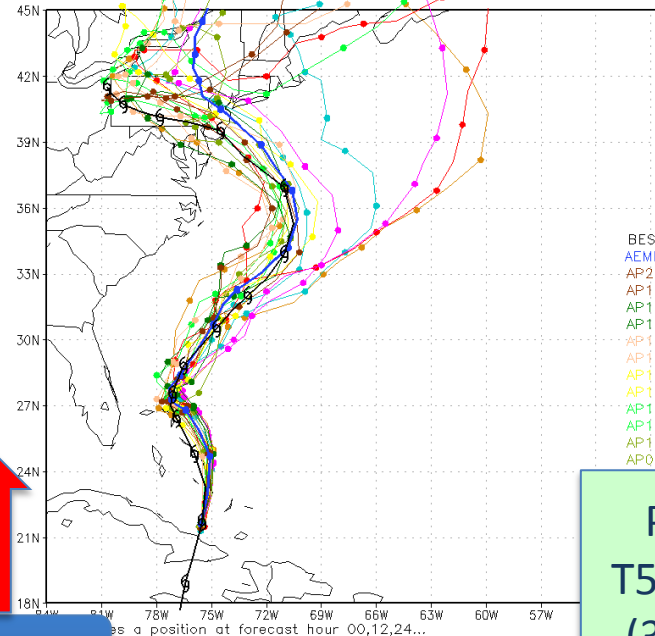 45N
42N
39N
36N
33N
30N
27N
24N
21N
18N
81W 78W 75W 72W 69W 66W 63W 60W 57W
es a position at forecast hour 00,12,24...
BES
AEM
AP2
AP1
AP1
AP1
AP1
AP1
AP1
AP1
AP1
AP1
AP1
AP0
T5
(2